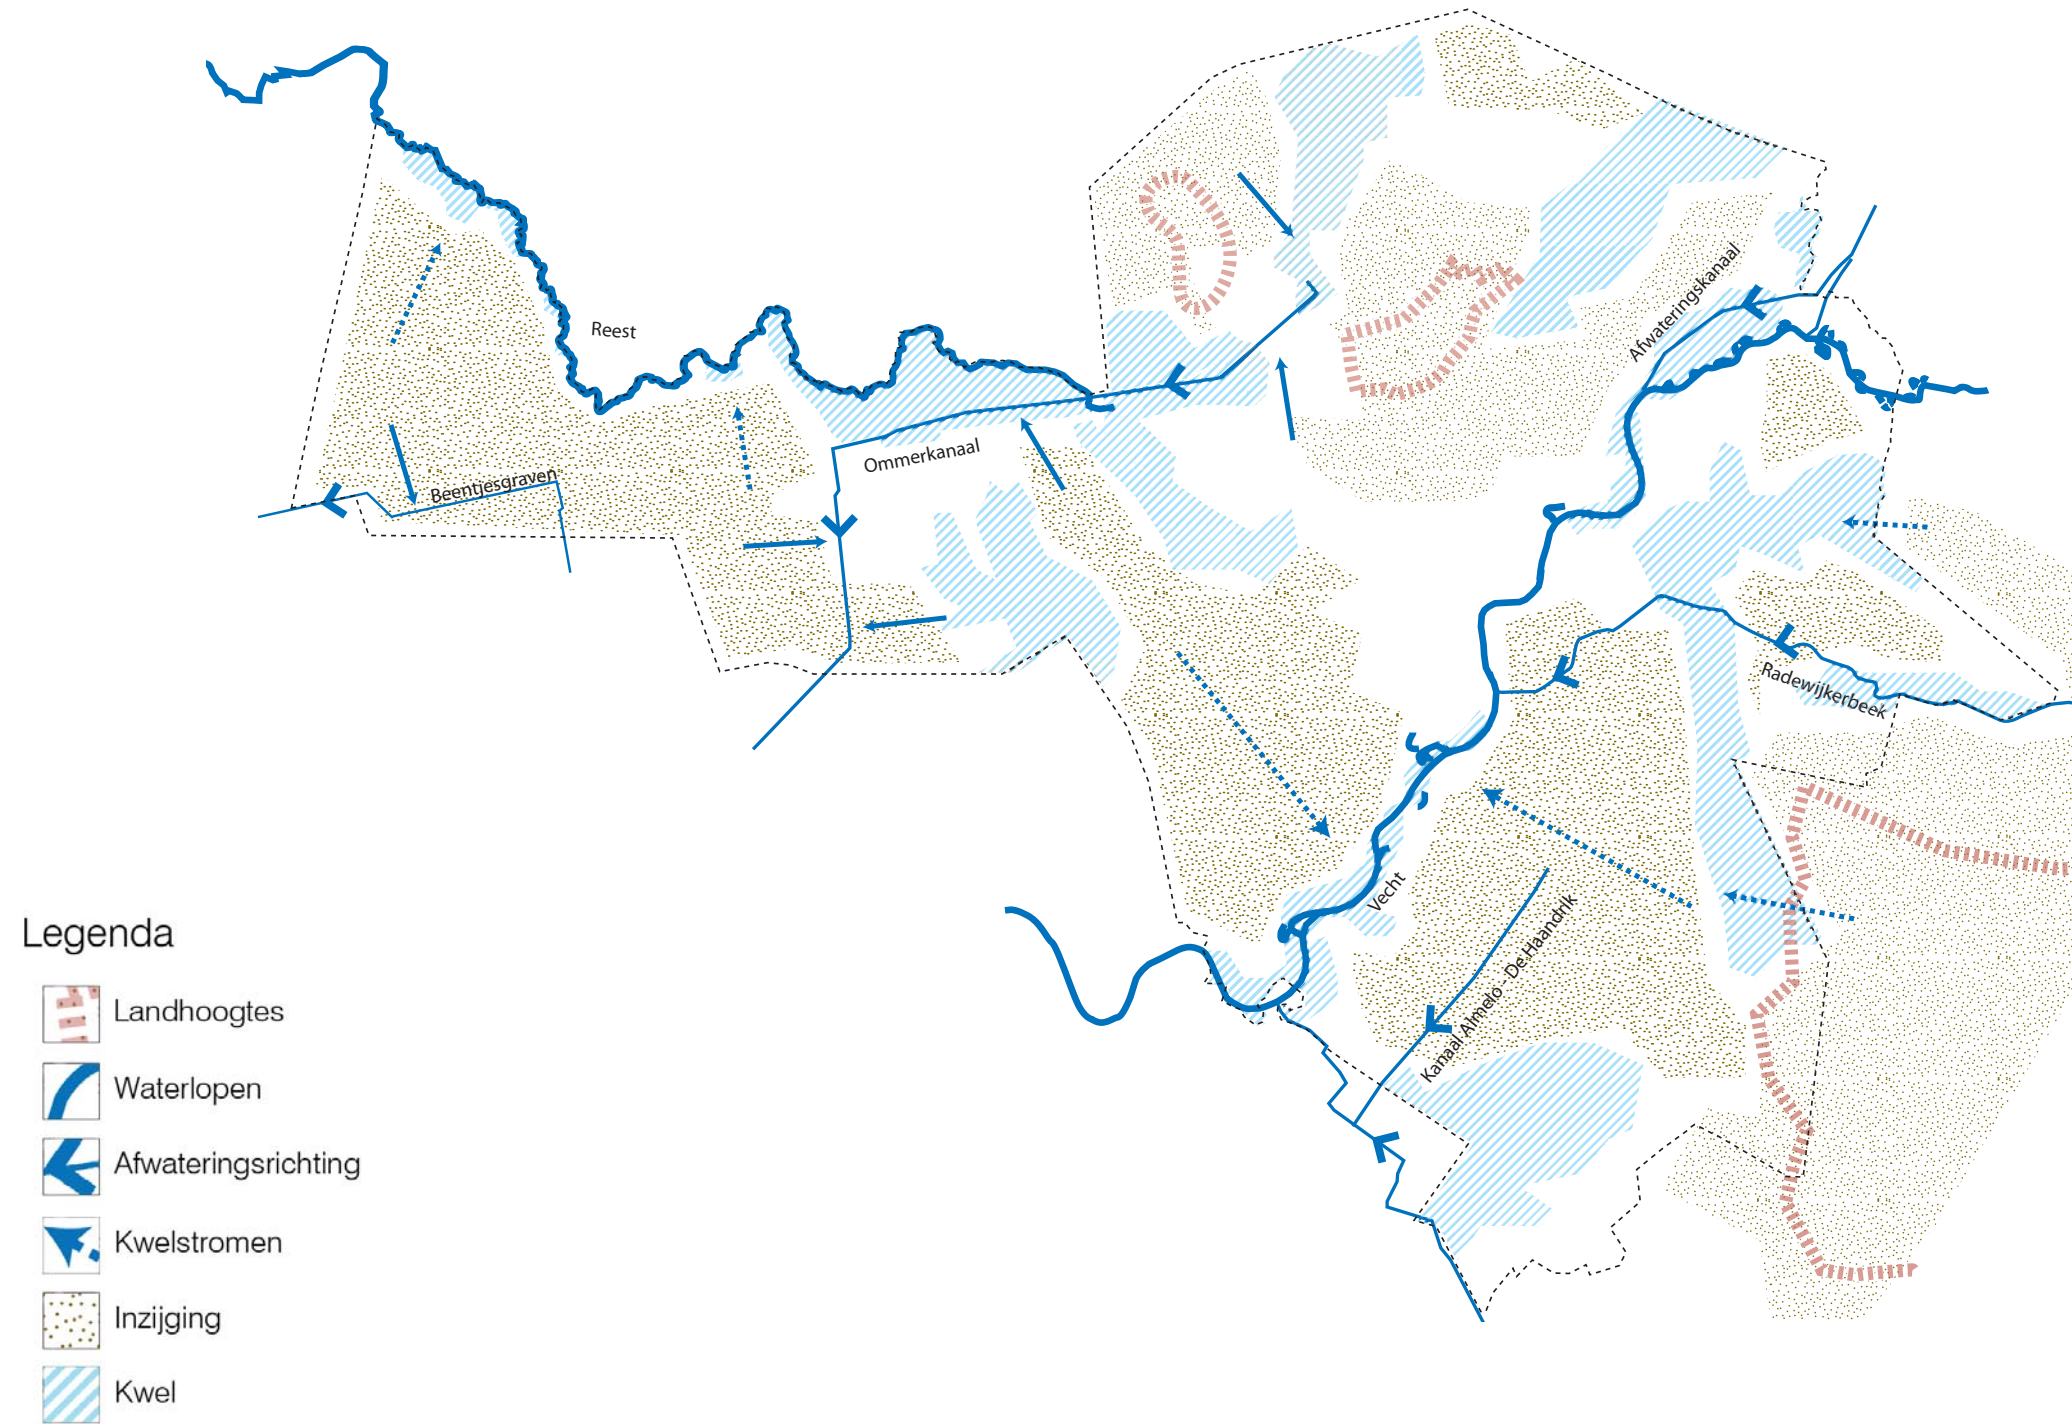 Reest
Afwateringskanaal
Ommerkanaal
Beentjesgraven
Radewijkerbeek
Vecht
Kanaal Almelo - De Haandrik
Legenda
Landhoogtes
Waterlopen
Afwateringsrichting
Kwelstromen
Inzijging
Kwel